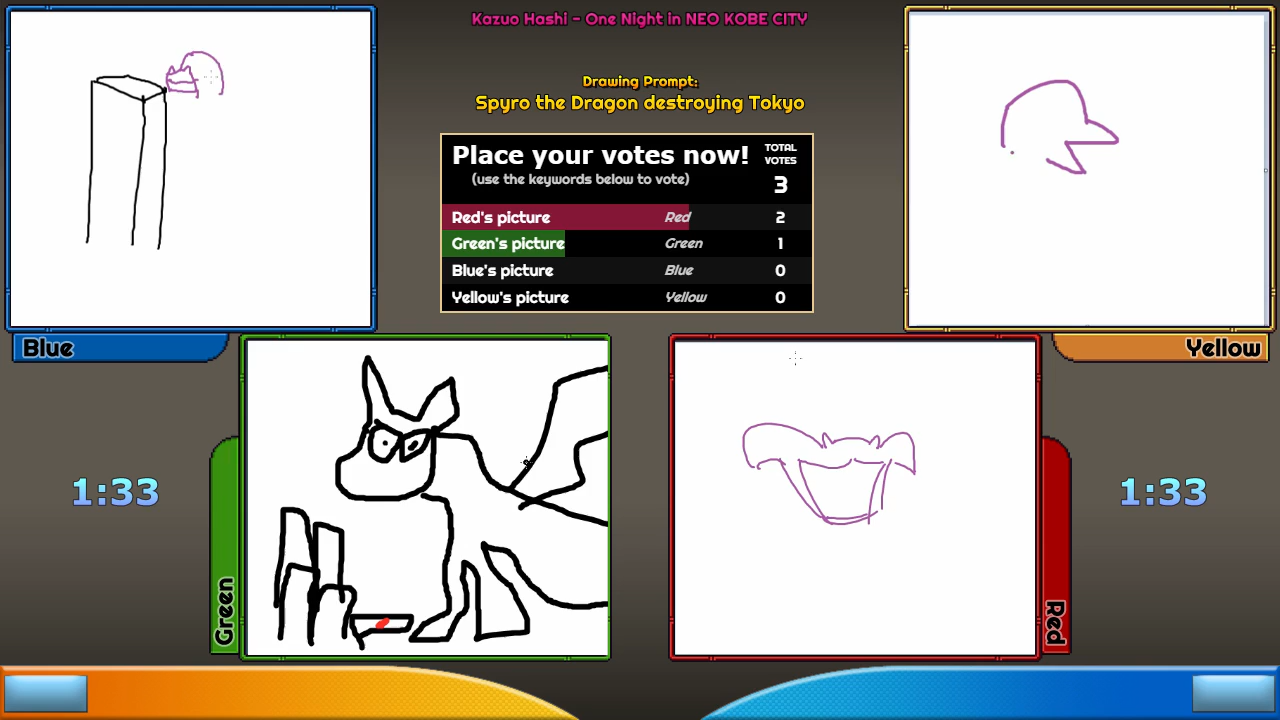 Kazuo Hashi - One Night in NEO KOBE CITY
Drawing Prompt:
Spyro the Dragon destroying Tokyo
Place your votes now!
(use the keywords below to vote)
TOTAL
VOTES
3
Red's picture Red 2
Green's picture Green 1
Blue's picture Blue 0
Yellow's picture Yellow 0
Blue
Yellow
1:33
Green
Red
1:33